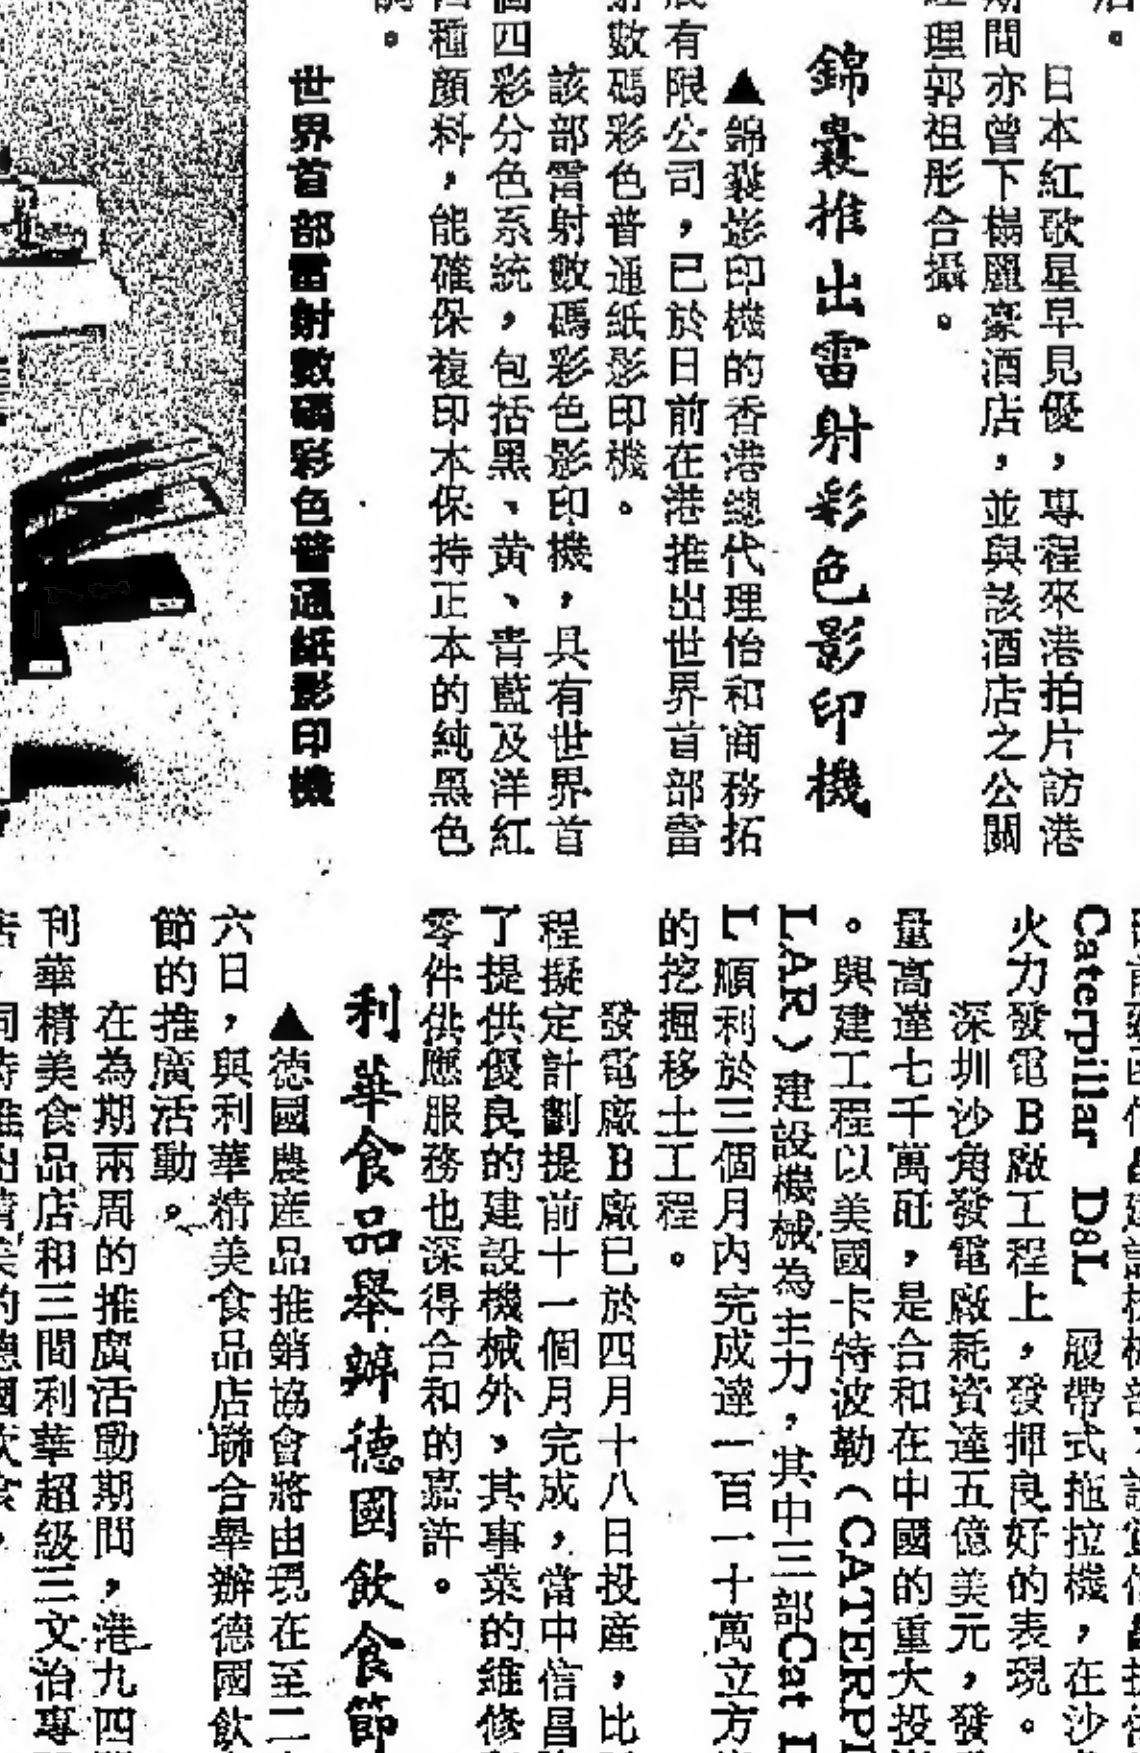 日本紅歌星早見優，專程來港拍片訪港
期間亦曾下榻麗豪酒店，並與該酒店之公關
經理郭祖彤合攝。
錦囊推出雷射彩色影印機
▲錦囊影印機的香港總代理怡和商務拓
展有限公司，已於日前在港推出世界首部雷
射數碼彩色普通紙影印機。
該部雷射數碼彩色影印機，具有世界首
個四彩分色系統，包括黑、黃、青藍及洋紅
四種顏料，能確保複印本保持正本的純黑色
調。
世界首部雷射數碼彩色普通紙影印機
Caterpillar D8L 履帶式拖拉機，在沙
火力發電B廠工程上，發揮良好的表現。
深圳沙角發電廠耗資達五億美元，發
量高達七千萬瓩，是合和在中國的重大投
。與建工程以美國卡特波勒（CATERPI
LAR）建設機械為主力，其中三部Cat
L順利於三個月內完成達一百一十萬立方
的挖掘移土工程。
發電廠B廠已於四月十八日投產，比
程擬定計劃提前十一個月完成，當中信昌
了提供優良的建設機械外，其事業的維修
零件供應服務也深得合和的嘉許。
利華食品舉辦德國飲食節
▲德國農產品推銷協會將由現在至二
六日，與利華精美食品店聯合舉辦德國飲
節的推廣活動。
在為期兩周的推廣活動期間，港九四
利華精美食品店和三間利華超級三文治專